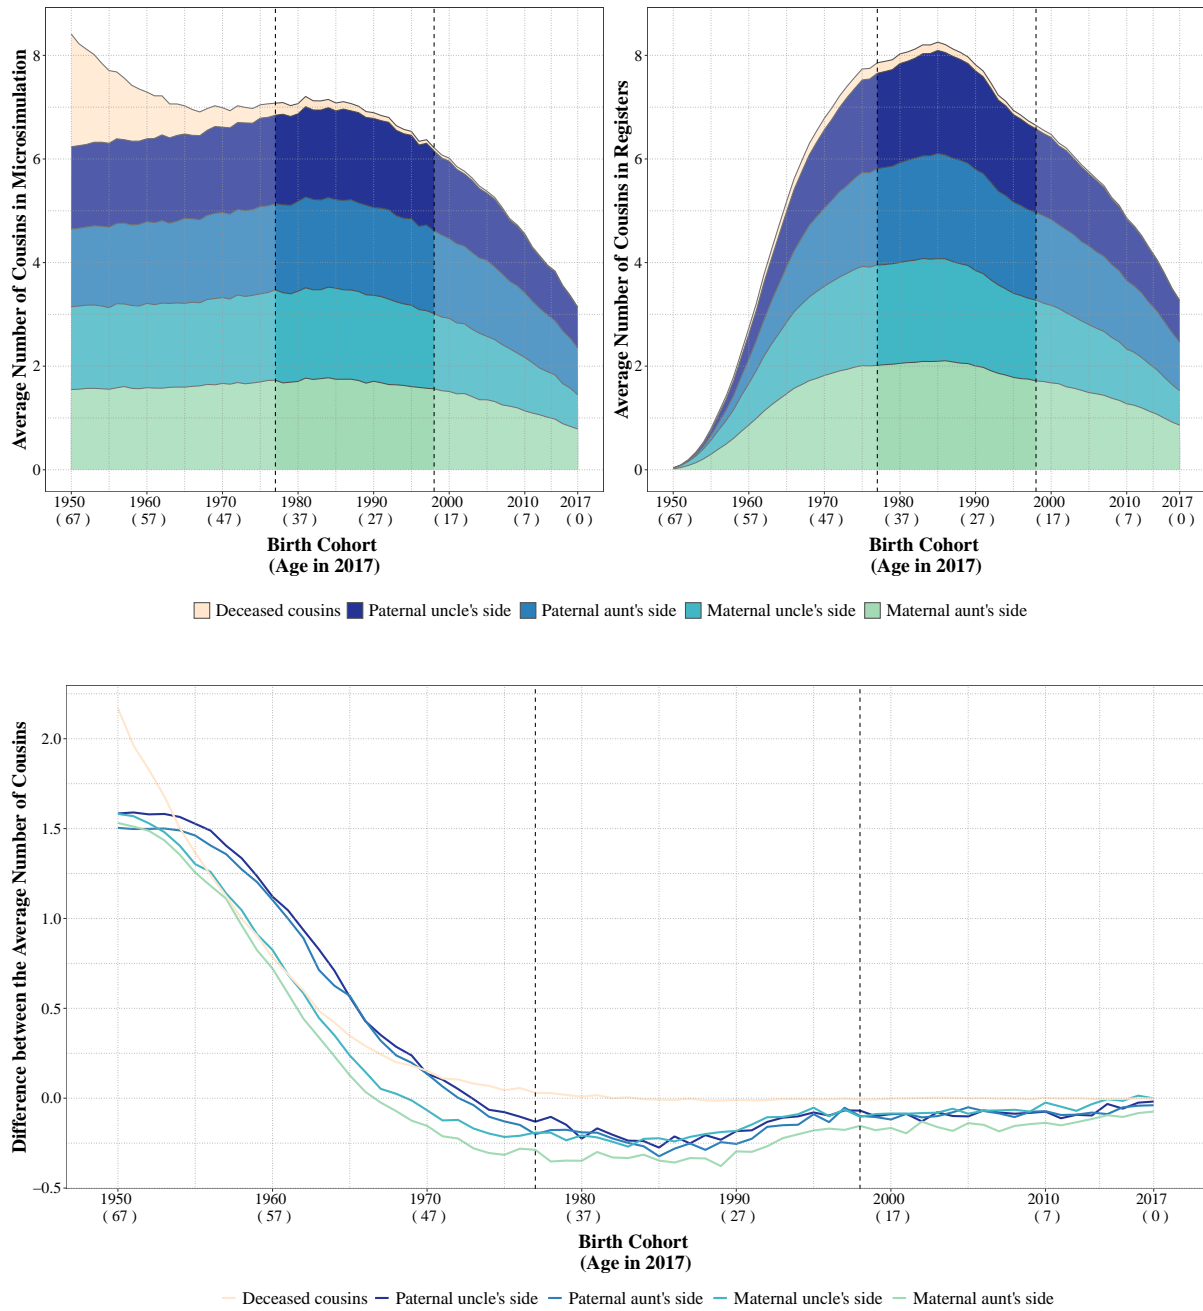 Average Number of Cousins in Microsimulation
8
6
4
2
0
1950 1960 1970 1980 1990 2000 2010 2017
( 67 ) ( 57 ) ( 47 ) ( 37 ) ( 27 ) ( 17 ) ( 7 ) ( 0 )
Birth Cohort
(Age in 2017)
Average Number of Cousins in Registers
8
6
4
2
0
1950 1960 1970 1980 1990 2000 2010 2017
( 67 ) ( 57 ) ( 47 ) ( 37 ) ( 27 ) ( 17 ) ( 7 ) ( 0 )
Birth Cohort
(Age in 2017)
Deceased cousins Paternal uncle's side Paternal aunt's side Maternal uncle's side Maternal aunt's side
Difference between the Average Number of Cousins
2.0
1.5
1.0
0.5
0.0
−0.5
1950 1960 1970 1980 1990 2000 2010 2017
( 67 ) ( 57 ) ( 47 ) ( 37 ) ( 27 ) ( 17 ) ( 7 ) ( 0 )
Birth Cohort
(Age in 2017)
Deceased cousins Paternal uncle's side Paternal aunt's side Maternal uncle's side Maternal aunt's side